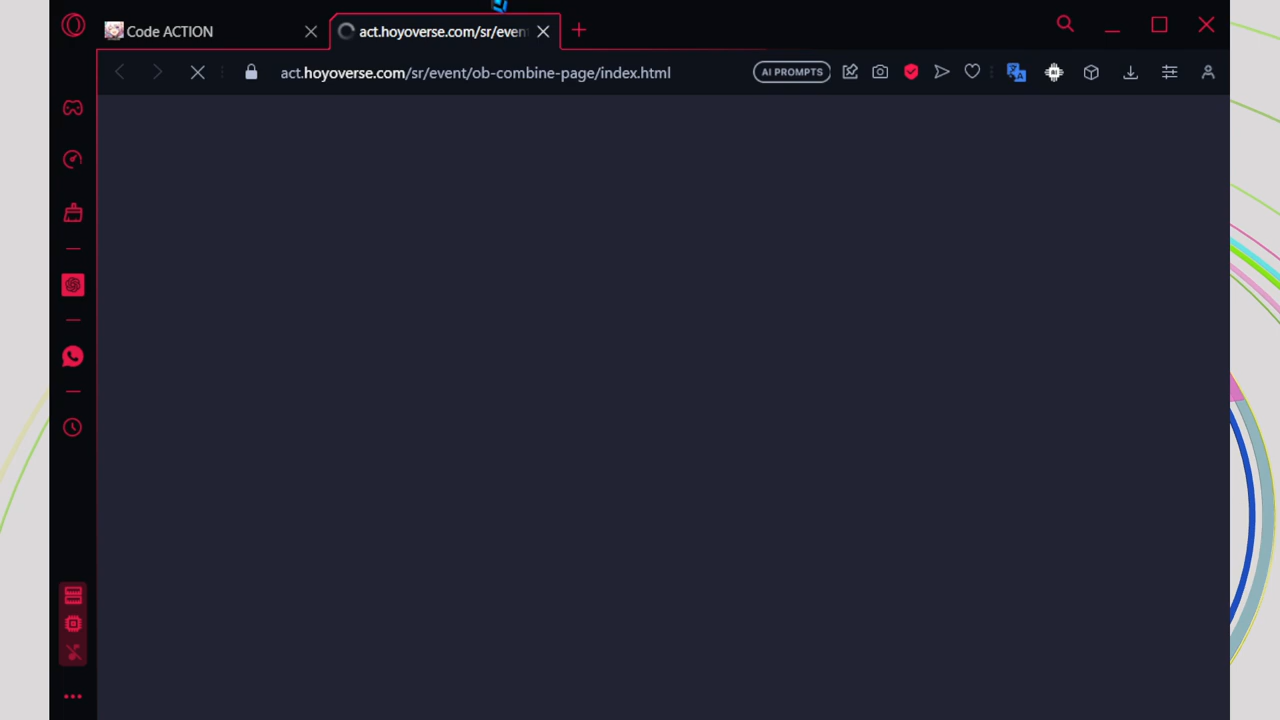 Code ACTION
act.hoyoverse.com/sr/even
act.hoyoverse.com/sr/event/ob-combine-page/index.html
AI PROMPTS